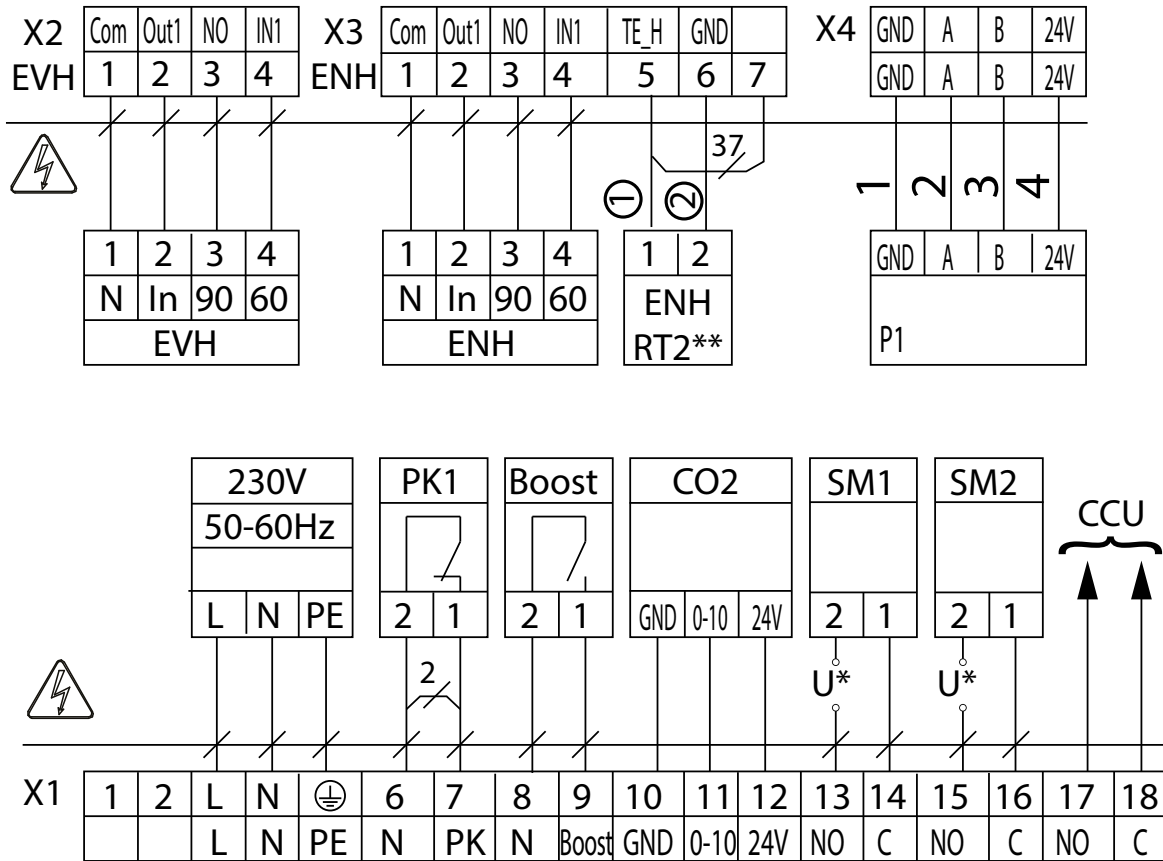 X2 Com Out1 NO IN1 X3 Com Out1 NO IN1 TE_H GND X4 GND A B 24V
EVH 1 2 3 4 ENH 1 2 3 4 5 6 7 GND A B 24V
37
1 2 1 2 3 4
1 2 3 4 1 2 3 4 1 2 GND A B 24V
N In 90 60 N In 90 60 ENH
EVH ENH RT2** P1
230V PK1 Boost CO2 SM1 SM2
50-60Hz CCU
L N PE 2 1 2 1 GND 0-10 24V 2 1 2 1
2 U* U*
X1 1 2 L N 6 7 8 9 10 11 12 13 14 15 16 17 18
L N PE N PK N Boost GND 0-10 24V NO C NO C NO C